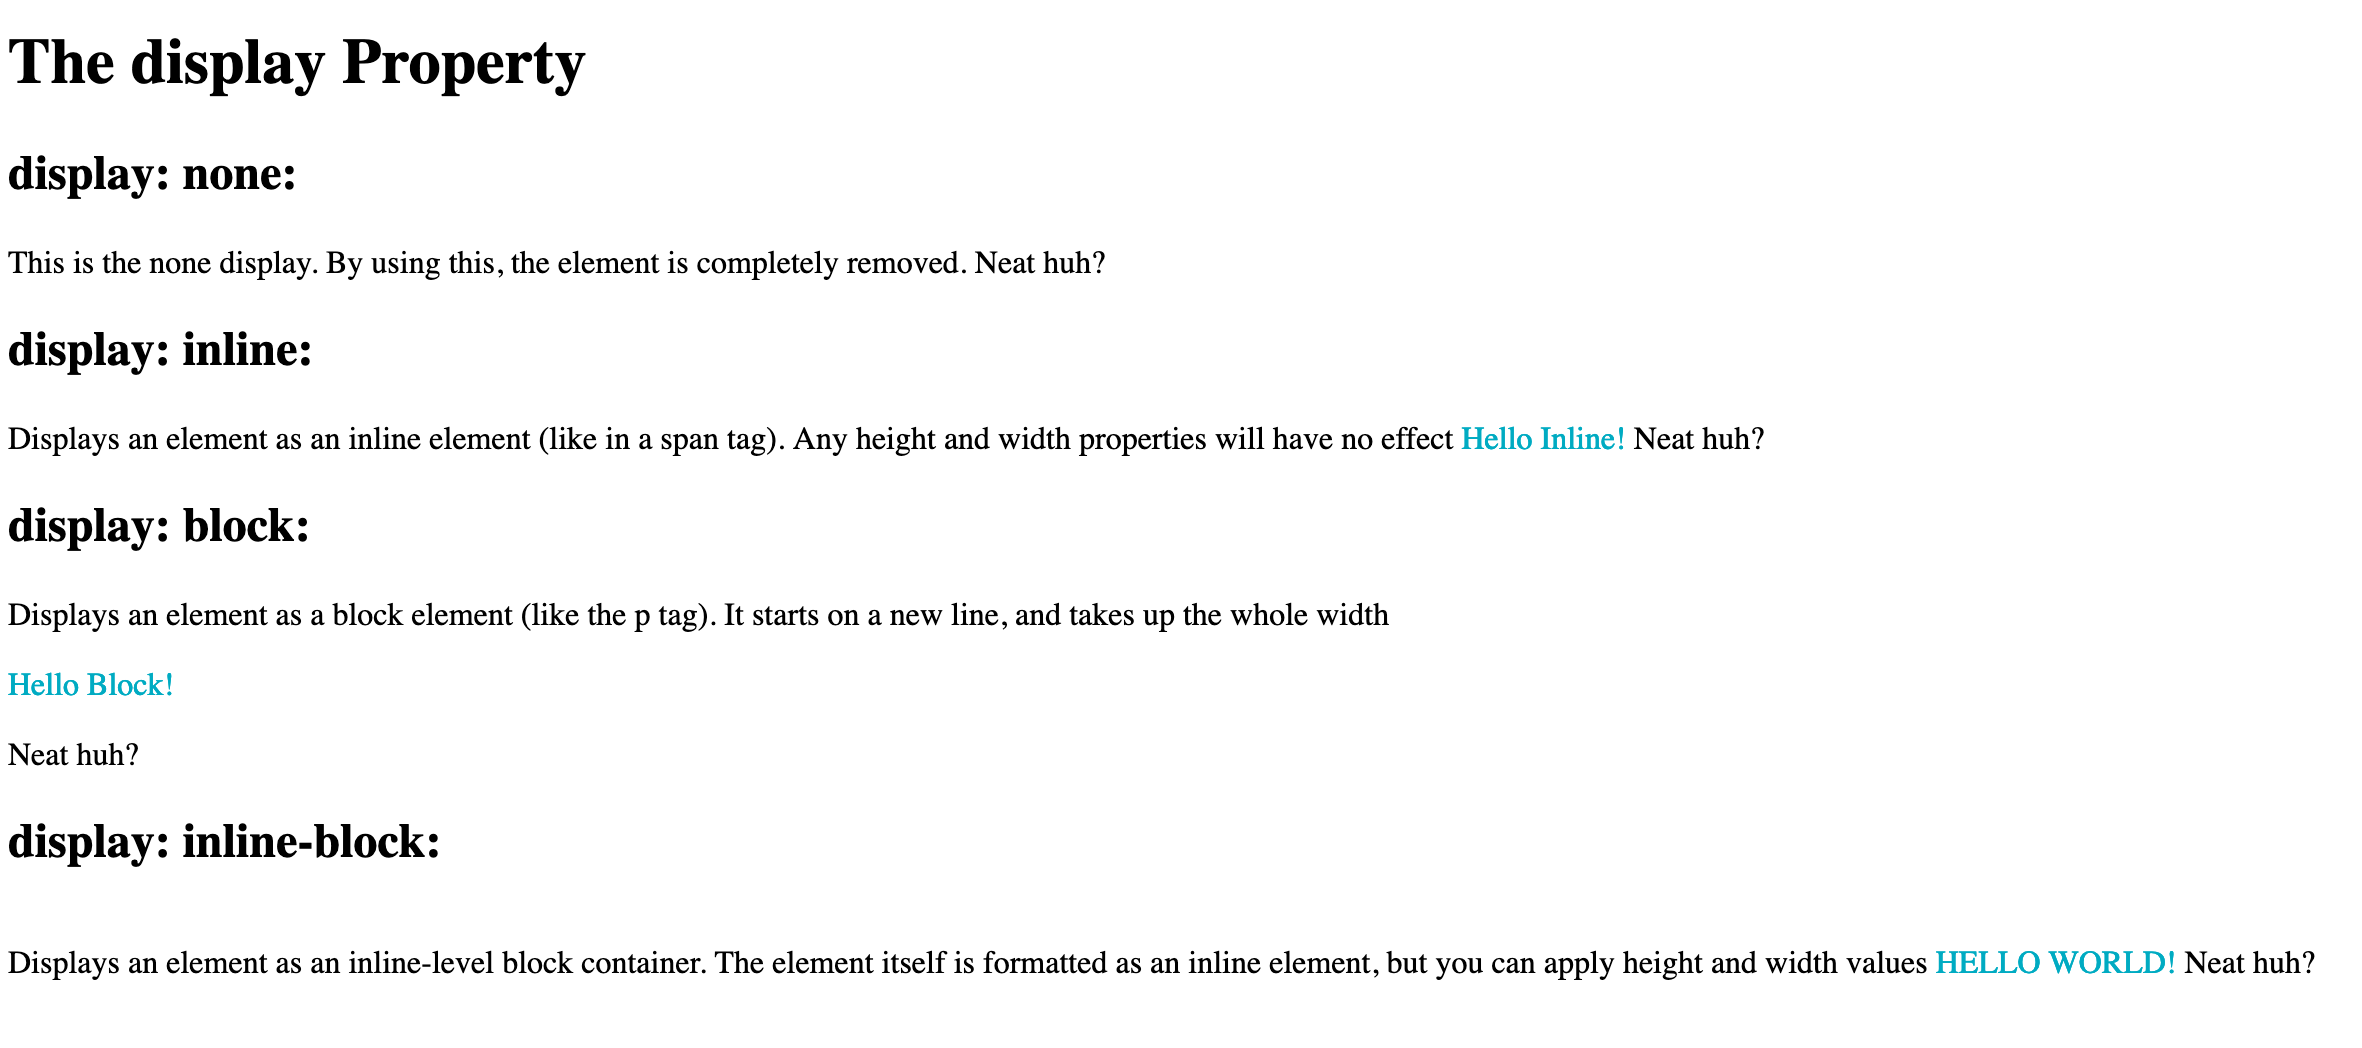 The display Property
display: none:
This is the none display. By using this, the element is completely removed. Neat huh?
display: inline:
Displays an element as an inline element (like in a span tag). Any height and width properties will have no effect Hello Inline! Neat huh?
display: block:
Displays an element as a block element (like the p tag). It starts on a new line, and takes up the whole width
Hello Block!
Neat huh?
display: inline-block:
Displays an element as an inline-level block container. The element itself is formatted as an inline element, but you can apply height and width values HELLO WORLD! Neat huh?